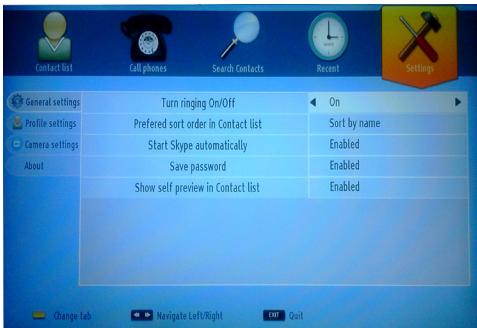 Contact list Call phones Search Contacts Recent Settings
General settings Turn ringing On/Off On
Profile settings Prefered sort order in Contact list Sort by name
Camera settings Start Skype automatically Enabled
About Save password Enabled
Show self preview in Contact list Enabled
Change tab Navigate Left/Right EXIT Quit